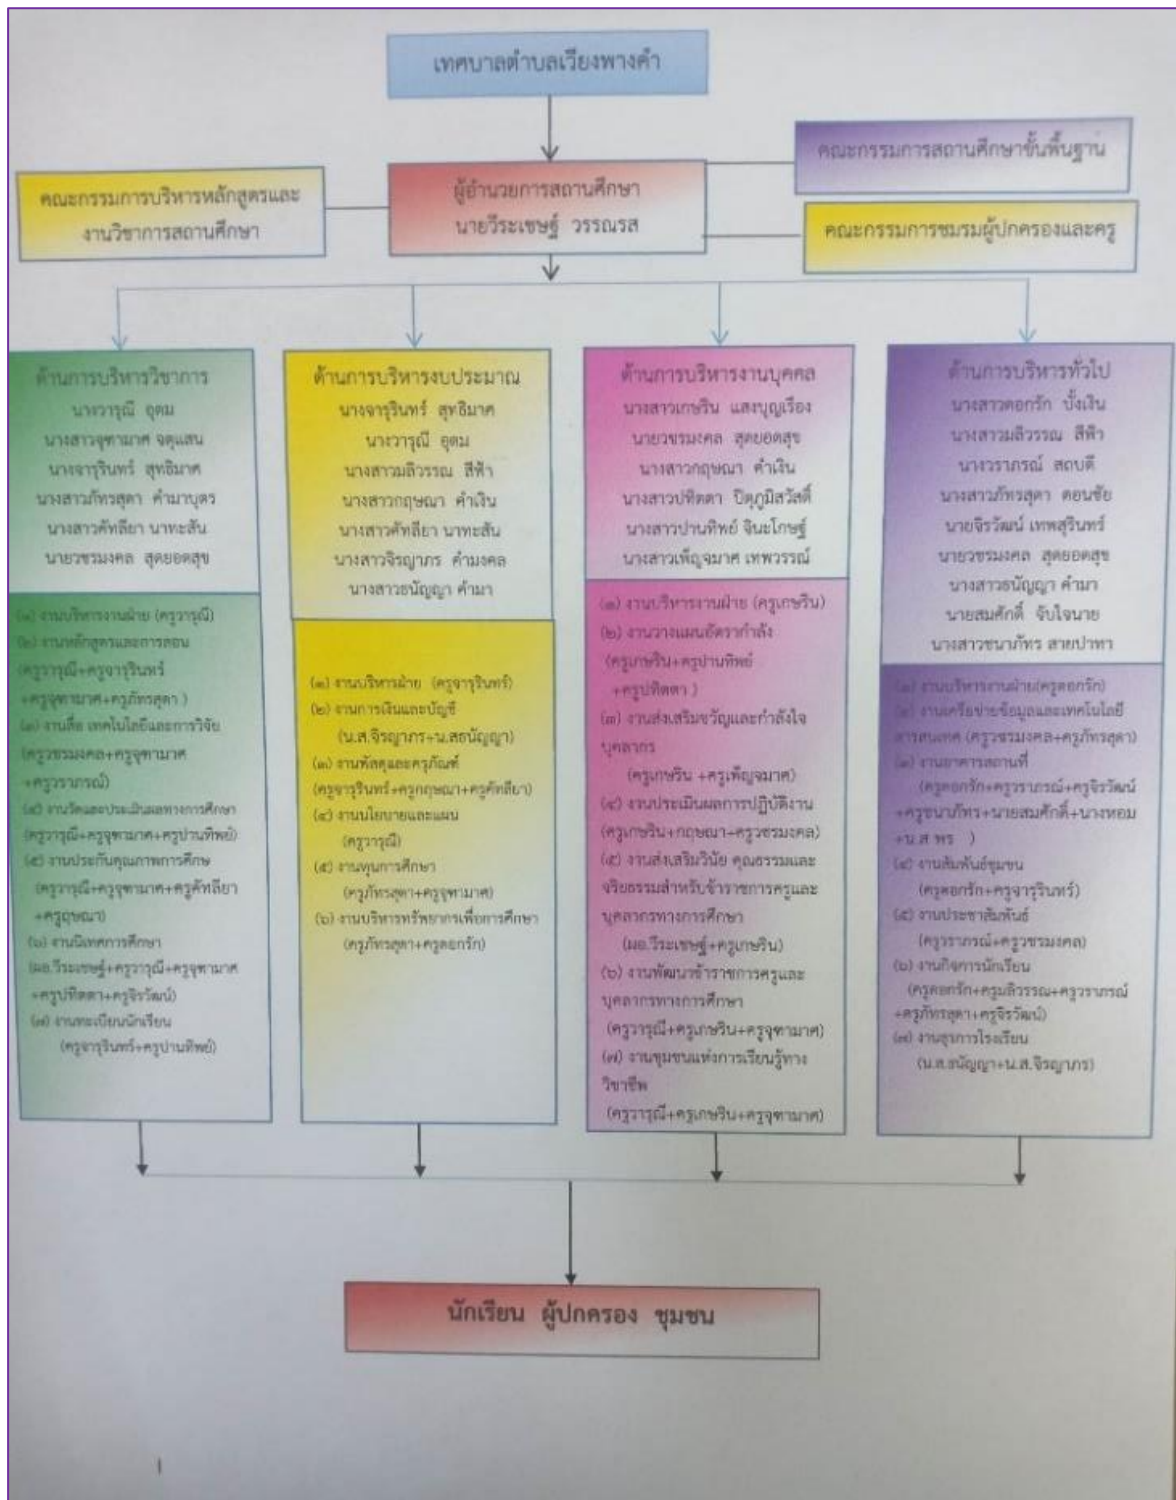 เทศบาลตำบลเวียงพางคำ
คณะกรรมการสถานศึกษาขั้นพื้นฐาน
ผู้อำนวยการสถานศึกษา
นายวีระเชษฐ์ วรรณรส
คณะกรรมการบริหารหลักสูตรและ
งานวิชาการสถานศึกษา
คณะกรรมการชมรมผู้ปกครองและครู
ด้านการบริหารวิชาการ
นางวารุณี อุดม
นางสาวจุฑามาศ จตุแสน
นางจารุรินทร์ สุทธิมาศ
นางสาวภัทรสุดา คำมาบุตร
นางสาวคัทลียา นาทะสัน
นายวชรมงคล สุดยอดสุข
(๑) งานบริหารงานฝ่าย (ครูวารุณี)
(๒) งานหลักสูตรและการสอน
(ครูวารุณี+ครูจารุรินทร์
+ครูจุฑามาศ+ครูภัทรสุดา )
(๓) งานสื่อ เทคโนโลยีและการวิจัย
(ครูวชรมงคล+ครูจุฑามาศ
+ครูวราภรณ์)
(๔) งานวัดและประเมินผลทางการศึกษา
(ครูวารุณี+ครูจุฑามาศ+ครูปานทิพย์)
(๕) งานประกันคุณภาพการศึกษ
(ครูวารุณี+ครูจุฑามาศ+ครูคัทลียา
+ครูฤษณา)
(๖) งานนิเทศการศึกษา
(ผอ.วีระเชษฐ์+ครูวารุณี+ครูจุฑามาศ
+ครูปทิตตา+ครูจิรวัฒน์)
(๗) งานทะเบียนนักเรียน
(ครูจารุรินทร์+ครูปานทิพย์)
ด้านการบริหารงบประมาณ
นางจารุรินทร์ สุทธิมาศ
นางวารุณี อุดม
นางสาวมลิวรรณ สีฟ้า
นางสาวกฤษณา คำเงิน
นางสาวคัทลียา นาทะสัน
นางสาวจิรญาภร คำมงคล
นางสาวธนัญญา คำมา
(๑) งานบริหารฝ่าย (ครูจารุรินทร์)
(๒) งานการเงินและบัญชี
(น.ส.จิรญาภร+น.สธนัญญา)
(๓) งานพัสดุและครุภัณฑ์
(ครูจารุรินทร์+ครูกฤษณา+ครูคัทลียา)
(๔) งานนโยบายและแผน
(ครูวารุณี)
(๕) งานทุนการศึกษา
(ครูภัทรสุดา+ครูจุฑามาศ)
(๖) งานบริหารทรัพยากรเพื่อการศึกษา
(ครูภัทรสุดา+ครูดอกรัก)
ด้านการบริหารงานบุคคล
นางสาวเกษริน แสงบุญเรือง
นายวชรมงคล สุดยอดสุข
นางสาวกฤษณา คำเงิน
นางสาวปทิตตา ปิตุภูมิสวัสดิ์
นางสาวปานทิพย์ จินะโกษฐ์
นางสาวเพ็ญจมาศ เทพวรรณ์
(๑) งานบริหารงานฝ่าย (ครูเกษริน)
(๒) งานวางแผนอัตรากำลัง
(ครูเกษริน+ครูปานทิพย์
+ครูปทิตตา )
(๓) งานส่งเสริมขวัญและกำลังใจ
บุคลากร
(ครูเกษริน +ครูเพ็ญจมาศ)
(๔) งานประเมินผลการปฏิบัติงาน
(ครูเกษริน+กฤษณา+ครูวชรมงคล)
(๕) งานส่งเสริมวินัย คุณธรรมและ
จริยธรรมสำหรับข้าราชการครูและ
บุคลากรทางการศึกษา
(ผอ.วีระเชษฐ์+ครูเกษริน)
(๖) งานพัฒนาข้าราชการครูและ
บุคลากรทางการศึกษา
(ครูวารุณี+ครูเกษริน+ครูจุฑามาศ)
(๗) งานชุมชนแห่งการเรียนรู้ทาง
วิชาชีพ
(ครูวารุณี+ครูเกษริน+ครูจุฑามาศ)
ด้านการบริหารทั่วไป
นางสาวดอกรัก ปั้งเงิน
นางสาวมลิวรรณ สีฟ้า
นางวราภรณ์ สถบดี
นางสาวภัทรสุดา ตอนชัย
นายจิรวัฒน์ เทพสุรินทร์
นายวชรมงคล สุดยอดสุข
นางสาวธนัญญา คำมา
นายสมศักดิ์ จับใจนาย
นางสาวชนาภัทร สายปาทา
(๑) งานบริหารงานฝ่าย(ครูดอกรัก)
(๒) งานเครือข่ายข้อมูลและเทคโนโลยี
สารสนเทศ (ครูวชรมงคล+ครูภัทรสุดา)
(๓) งานอาคารสถานที่
(ครูดอกรัก+ครูวราภรณ์+ครูจิรวัฒน์
+ครูชนาภัทร+นายสมศักดิ์+นางหอม
+น.ส พร )
(๔) งานสัมพันธ์ชุมชน
(ครูดอกรัก+ครูจารุรินทร์)
(๕) งานประชาสัมพันธ์
(ครูวราภรณ์+ครูวชรมงคล)
(๖) งานกิจการนักเรียน
(ครูดอกรัก+ครูมลิวรรณ+ครูวราภรณ์
+ครูภัทรสุดา+ครูจิรวัฒน์)
(๗) งานธุรการโรงเรียน
(น.ส.ธนัญญา+น.ส.จิรญาภร)
นักเรียน ผู้ปกครอง ชุมชน